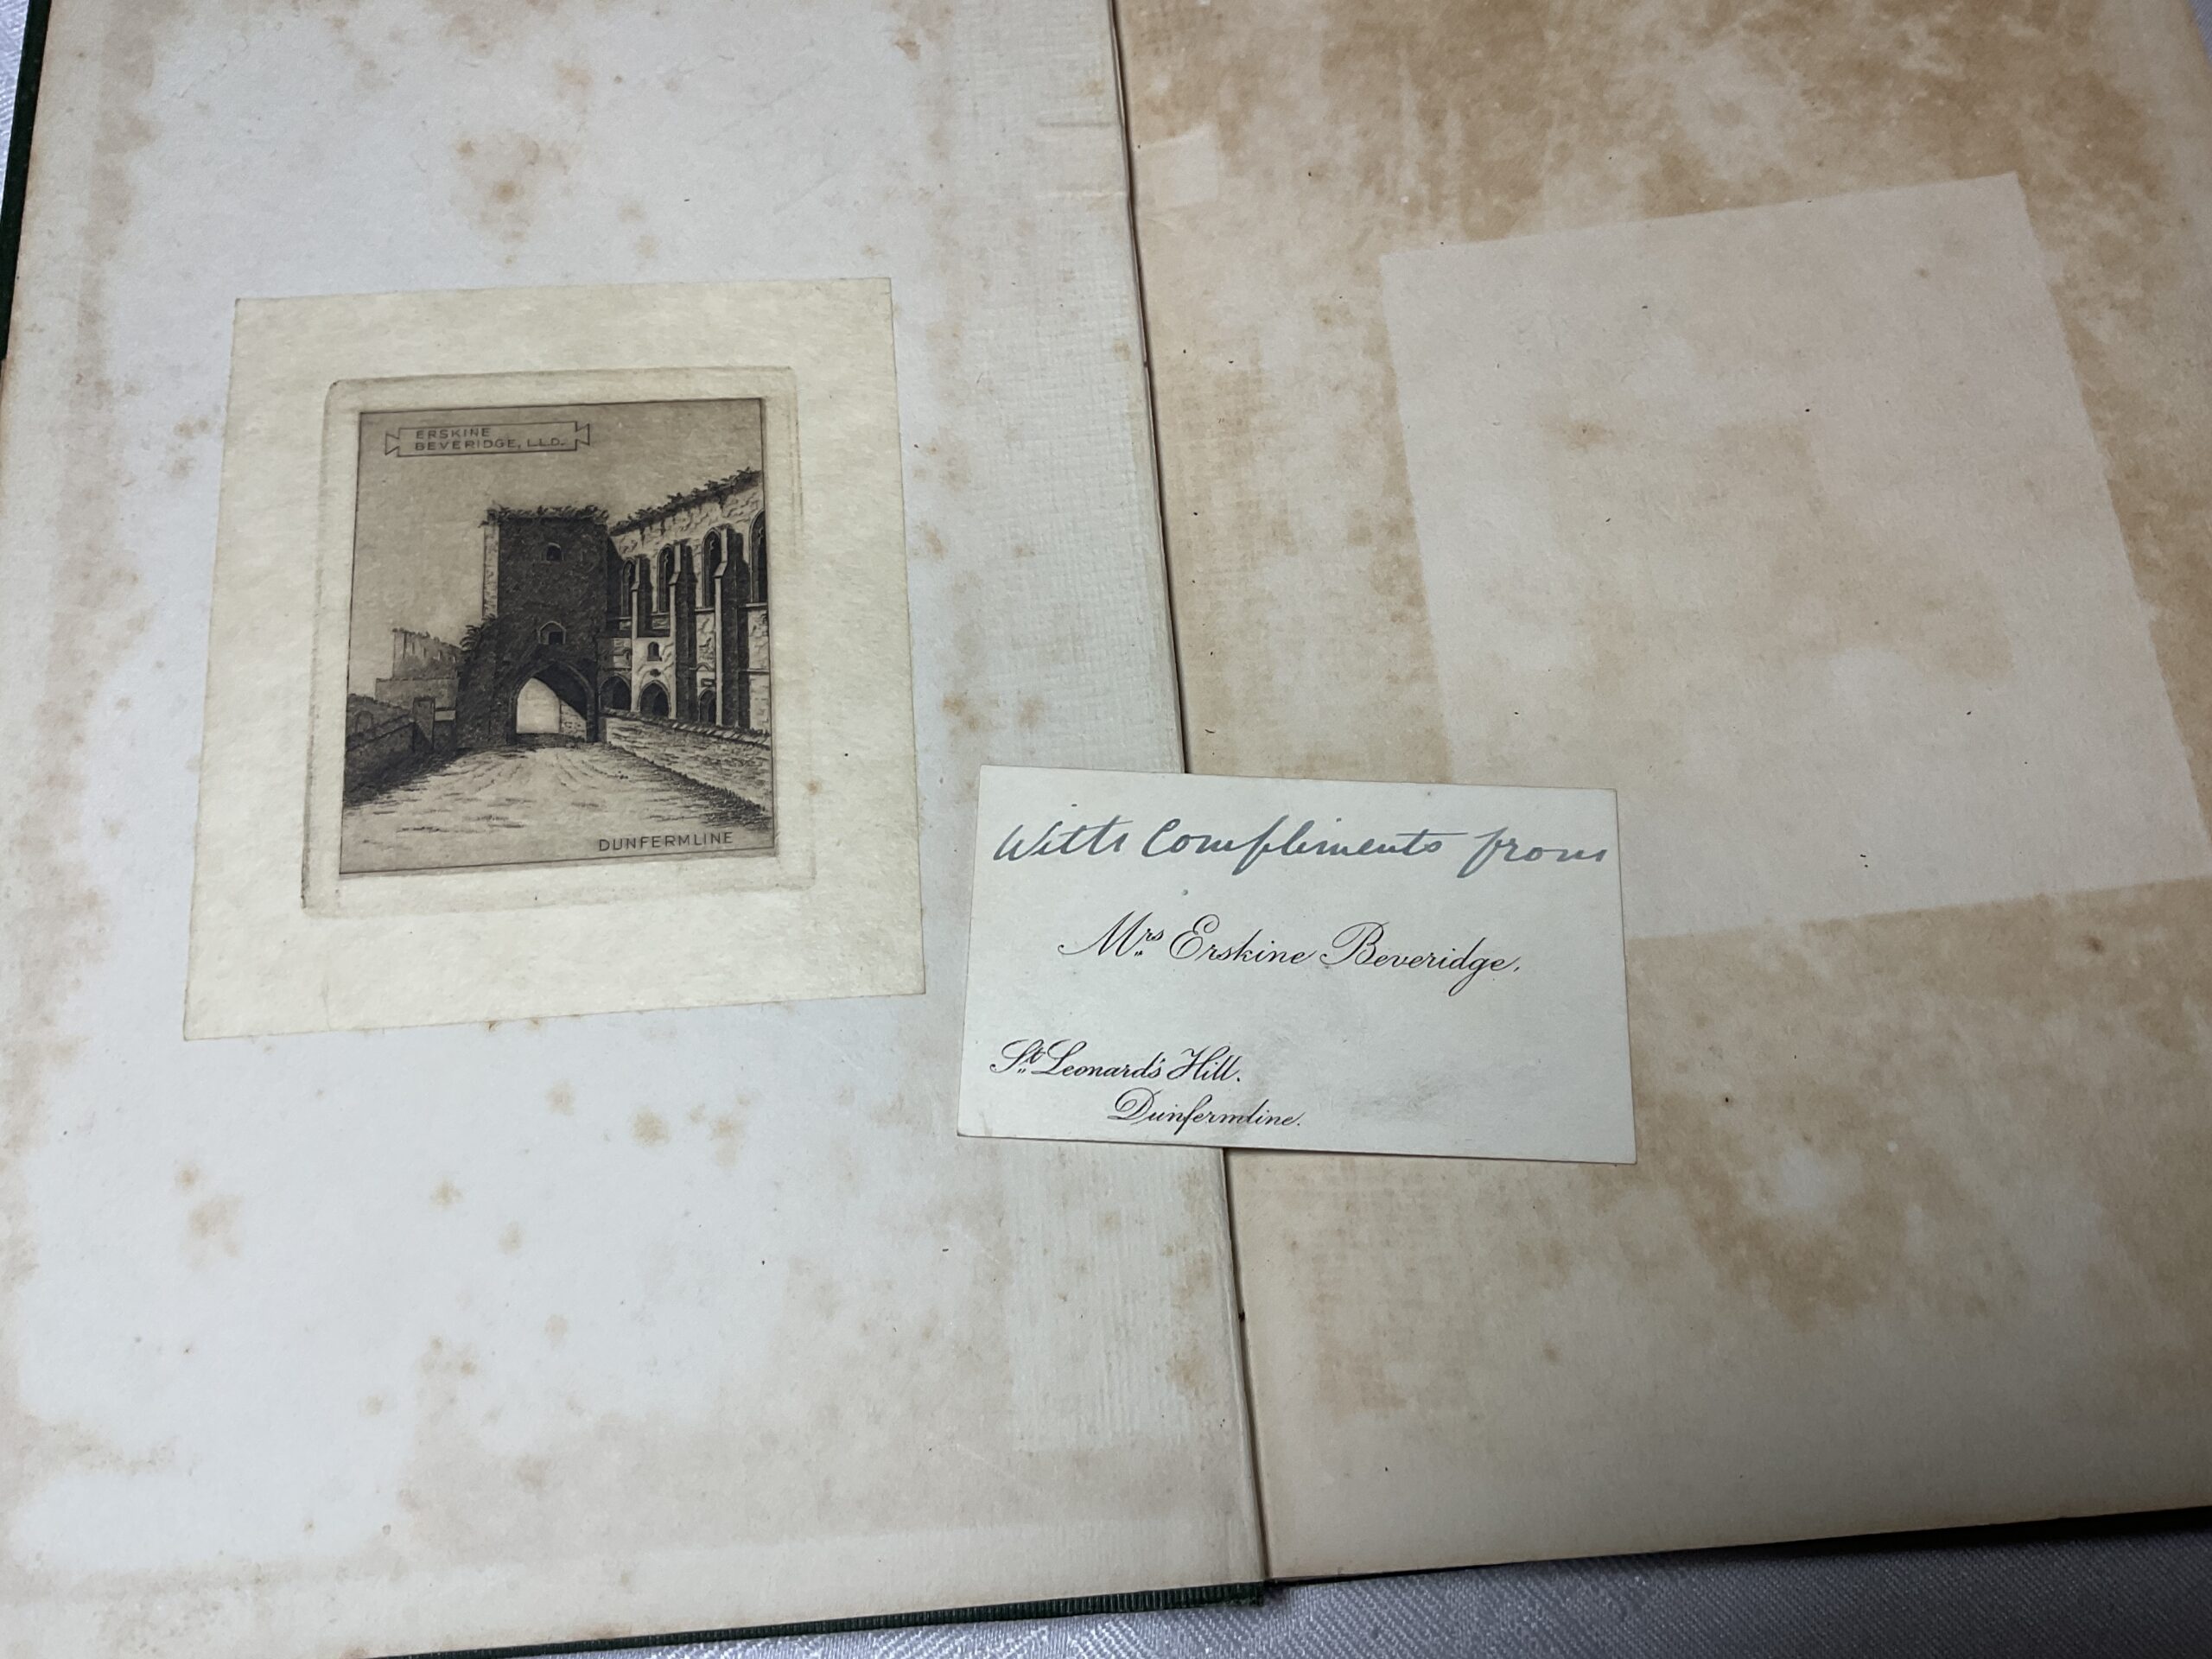 ERSKINE
BEVERIDGE, LL.D.
DUNFERMLINE
With Compliments from
Mrs Erskine Beveridge,
St Leonard's Hill.
Dunfermline.